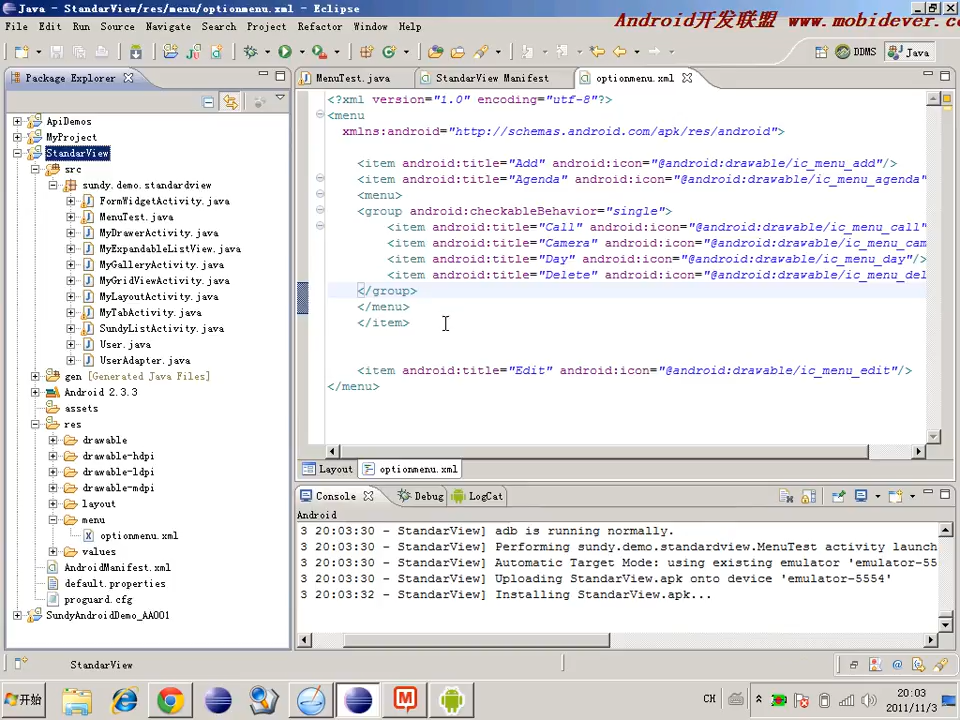 Java - StandarView/res/menu/optionmenu.xml - Eclipse
File Edit Run Source Navigate Search Project Refactor Window Help
Android开发联盟 www.mobidever.com
DDMS Java
Package Explorer
MenuTest.java StandarView Manifest optionmenu.xml
ApiDemos
MyProject
StandarView
src
sundy.demo.standardview
FormWidgetActivity.java
MenuTest.java
MyDrawerActivity.java
MyExpandableListView.java
MyGalleryActivity.java
MyGridViewActivity.java
MyLayoutActivity.java
MyTabActivity.java
SundyListActivity.java
User.java
UserAdapter.java
gen [Generated Java Files]
Android 2.3.3
assets
res
drawable
drawable-hdpi
drawable-ldpi
drawable-mdpi
layout
menu
optionmenu.xml
values
AndroidManifest.xml
default.properties
proguard.cfg
SundyAndroidDemo_AA001
<?xml version="1.0" encoding="utf-8"?>
<menu
xmlns:android="http://schemas.android.com/apk/res/android">
<item android:title="Add" android:icon="@android:drawable/ic_menu_add"/>
<item android:title="Agenda" android:icon="@android:drawable/ic_menu_agenda"
<menu>
<group android:checkableBehavior="single">
<item android:title="Call" android:icon="@android:drawable/ic_menu_call"
<item android:title="Camera" android:icon="@android:drawable/ic_menu_cam
<item android:title="Day" android:icon="@android:drawable/ic_menu_day"/>
<item android:title="Delete" android:icon="@android:drawable/ic_menu_del
</group>
</menu>
</item>
<item android:title="Edit" android:icon="@android:drawable/ic_menu_edit"/>
</menu>
Layout optionmenu.xml
Console Debug LogCat
Android
3 20:03:30 - StandarView] adb is running normally.
3 20:03:30 - StandarView] Performing sundy.demo.standardview.MenuTest activity launch
3 20:03:30 - StandarView] Automatic Target Mode: using existing emulator 'emulator-55
3 20:03:30 - StandarView] Uploading StandarView.apk onto device 'emulator-5554'
3 20:03:32 - StandarView] Installing StandarView.apk...
StandarView
开始
CH
20:03
2011/11/3